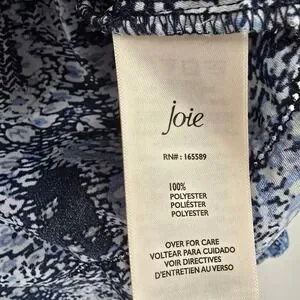 joie
RN#: 165589
100%
POLYESTER
POLIÉSTER
POLYESTER
OVER FOR CARE
VOLTEAR PARA CUIDADO
VOIR DIRECTIVES
D'ENTRETIEN AU VERSO